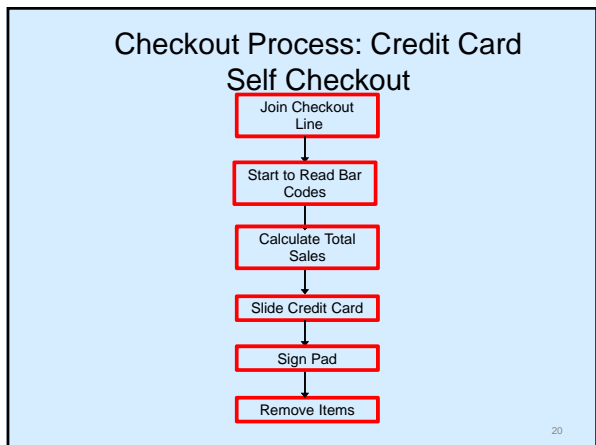 Checkout Process: Credit Card
Self Checkout
Join Checkout
Line
Start to Read Bar
Codes
Calculate Total
Sales
Slide Credit Card
Sign Pad
Remove Items
20